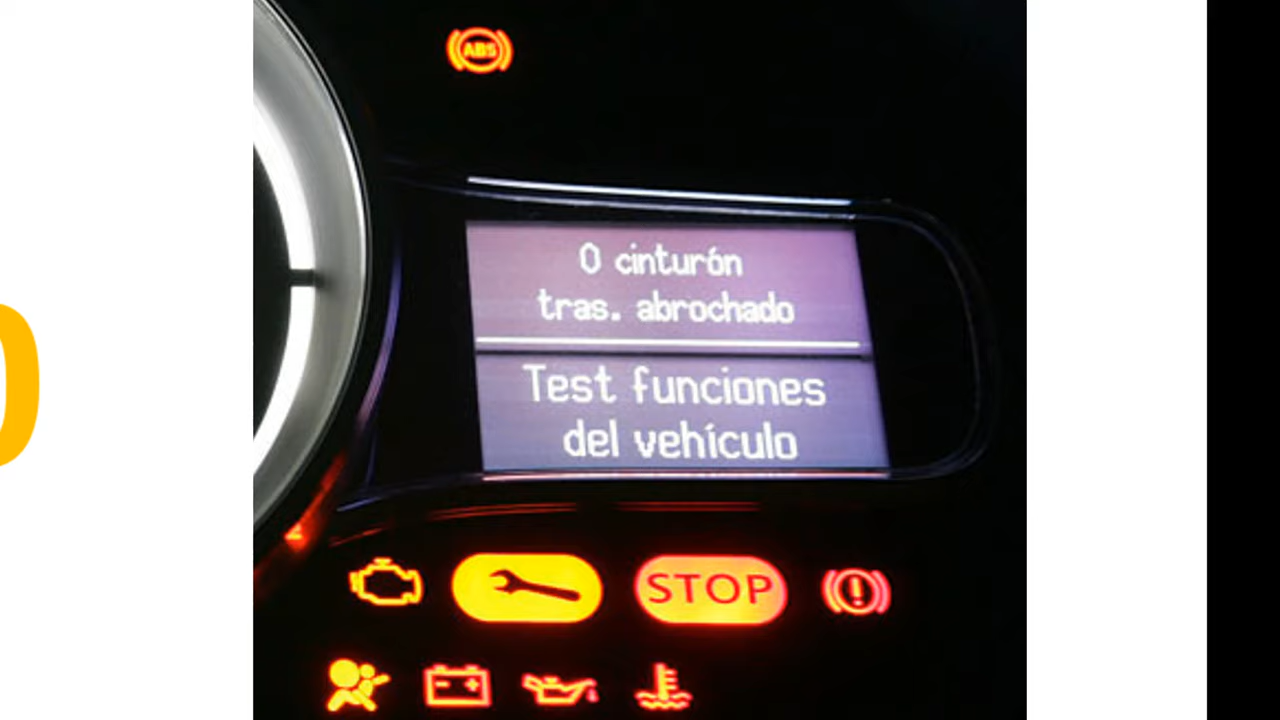 ABS
0 cinturón
tras. abrochado
Test funciones
del vehículo
STOP